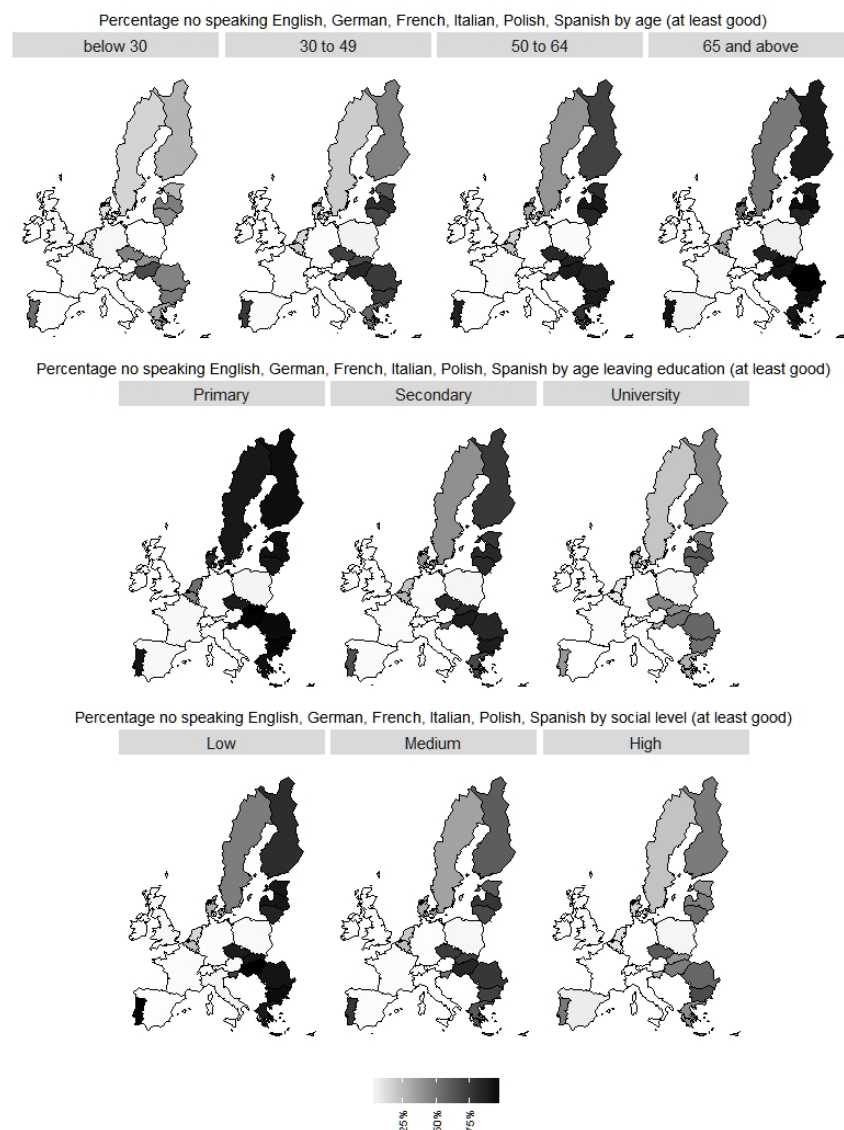 Percentage no speaking English, German, French, Italian, Polish, Spanish by age (at least good)
below 30 30 to 49 50 to 64 65 and above
Percentage no speaking English, German, French, Italian, Polish, Spanish by age leaving education (at least good)
Primary Secondary University
Percentage no speaking English, German, French, Italian, Polish, Spanish by social level (at least good)
Low Medium High
25% 50% 75%